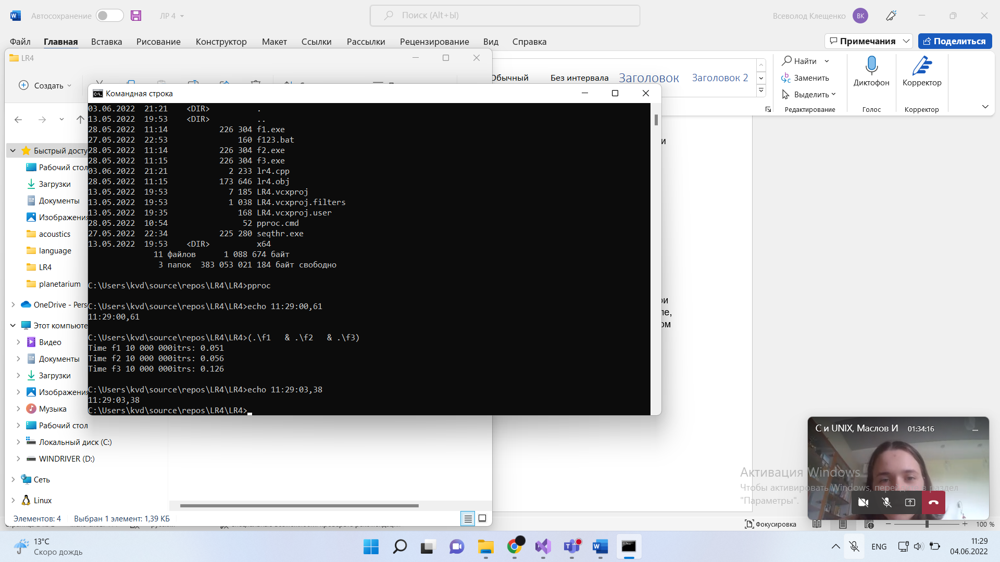 Автосохранение
ЛР 4
Поиск (Alt+Ы)
Всеволод Клещенко
ВК
Файл
Главная
Вставка
Рисование
Конструктор
Макет
Ссылки
Рассылки
Рецензирование
Вид
Справка
Примечания
Поделиться
LR4
Создать
Обычный
Без интервала
Заголовок
Заголовок 2
Найти
Заменить
Выделить
Редактирование
Диктофон
Голос
Корректор
Корректор
Командная строка
03.06.2022  21:21    <DIR>          .
13.05.2022  19:53    <DIR>          ..
28.05.2022  11:14           226 304 f1.exe
27.05.2022  22:53               160 f123.bat
28.05.2022  11:14           226 304 f2.exe
28.05.2022  11:15           226 304 f3.exe
03.06.2022  21:21             2 233 lr4.cpp
28.05.2022  11:15           173 646 lr4.obj
13.05.2022  19:53             7 185 LR4.vcxproj
13.05.2022  19:53             1 038 LR4.vcxproj.filters
13.05.2022  19:35               168 LR4.vcxproj.user
28.05.2022  10:54                52 pproc.cmd
27.05.2022  22:34           225 280 seqthr.exe
13.05.2022  19:53    <DIR>          x64
11 файлов      1 088 674 байт
3 папок  383 053 021 184 байт свободно
C:\Users\kvd\source\repos\LR4\LR4>pproc
C:\Users\kvd\source\repos\LR4\LR4>echo 11:29:00,61
11:29:00,61
C:\Users\kvd\source\repos\LR4\LR4>(.\f1   & .\f2   & .\f3)
Time f1 10 000 000itrs: 0.051
Time f2 10 000 000itrs: 0.056
Time f3 10 000 000itrs: 0.126
C:\Users\kvd\source\repos\LR4\LR4>echo 11:29:03,38
11:29:03,38
C:\Users\kvd\source\repos\LR4\LR4>
Быстрый досту
Рабочий стол
Загрузки
Документы
Изображения
acoustics
language
LR4
planetarium
OneDrive - Pers
Этот компьюте
Видео
Документы
Загрузки
Изображения
Музыка
Рабочий стол
Локальный диск (C:)
WINDRIVER (D:)
Сеть
Linux
Элементов: 4
Выбран 1 элемент: 1,39 КБ
и
ом
С и UNIX, Маслов И
01:34:16
Активация Windows
Чтобы активировать Windows, перейдите в раздел
"Параметры".
Фокусировка
100 %
13°C
Скоро дождь
ENG
11:29
04.06.2022